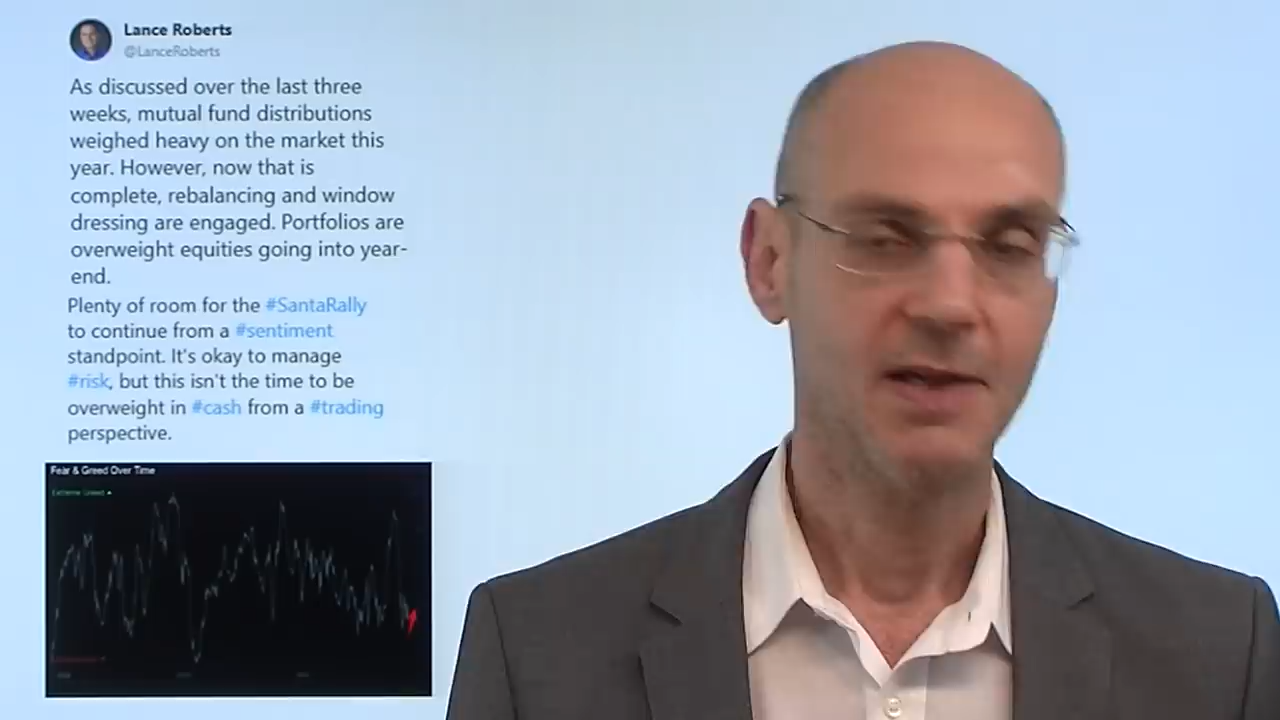 Lance Roberts
@LanceRoberts
As discussed over the last three
weeks, mutual fund distributions
weighed heavy on the market this
year. However, now that is
complete, rebalancing and window
dressing are engaged. Portfolios are
overweight equities going into year-
end.
Plenty of room for the #SantaRally
to continue from a #sentiment
standpoint. It's okay to manage
#risk, but this isn't the time to be
overweight in #cash from a #trading
perspective.
Fear & Greed Over Time
Extreme Greed